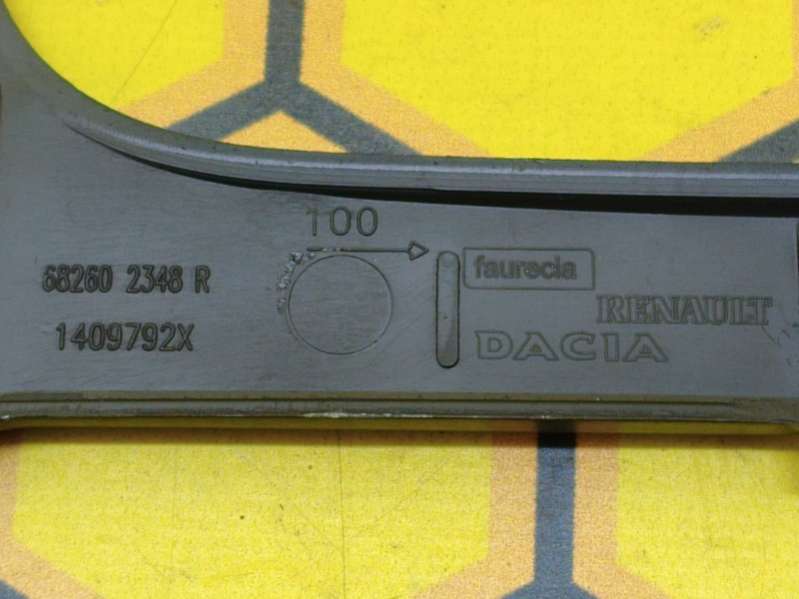 100
68260 2348 R
1409792X
faurecia
RENAULT
DACIA